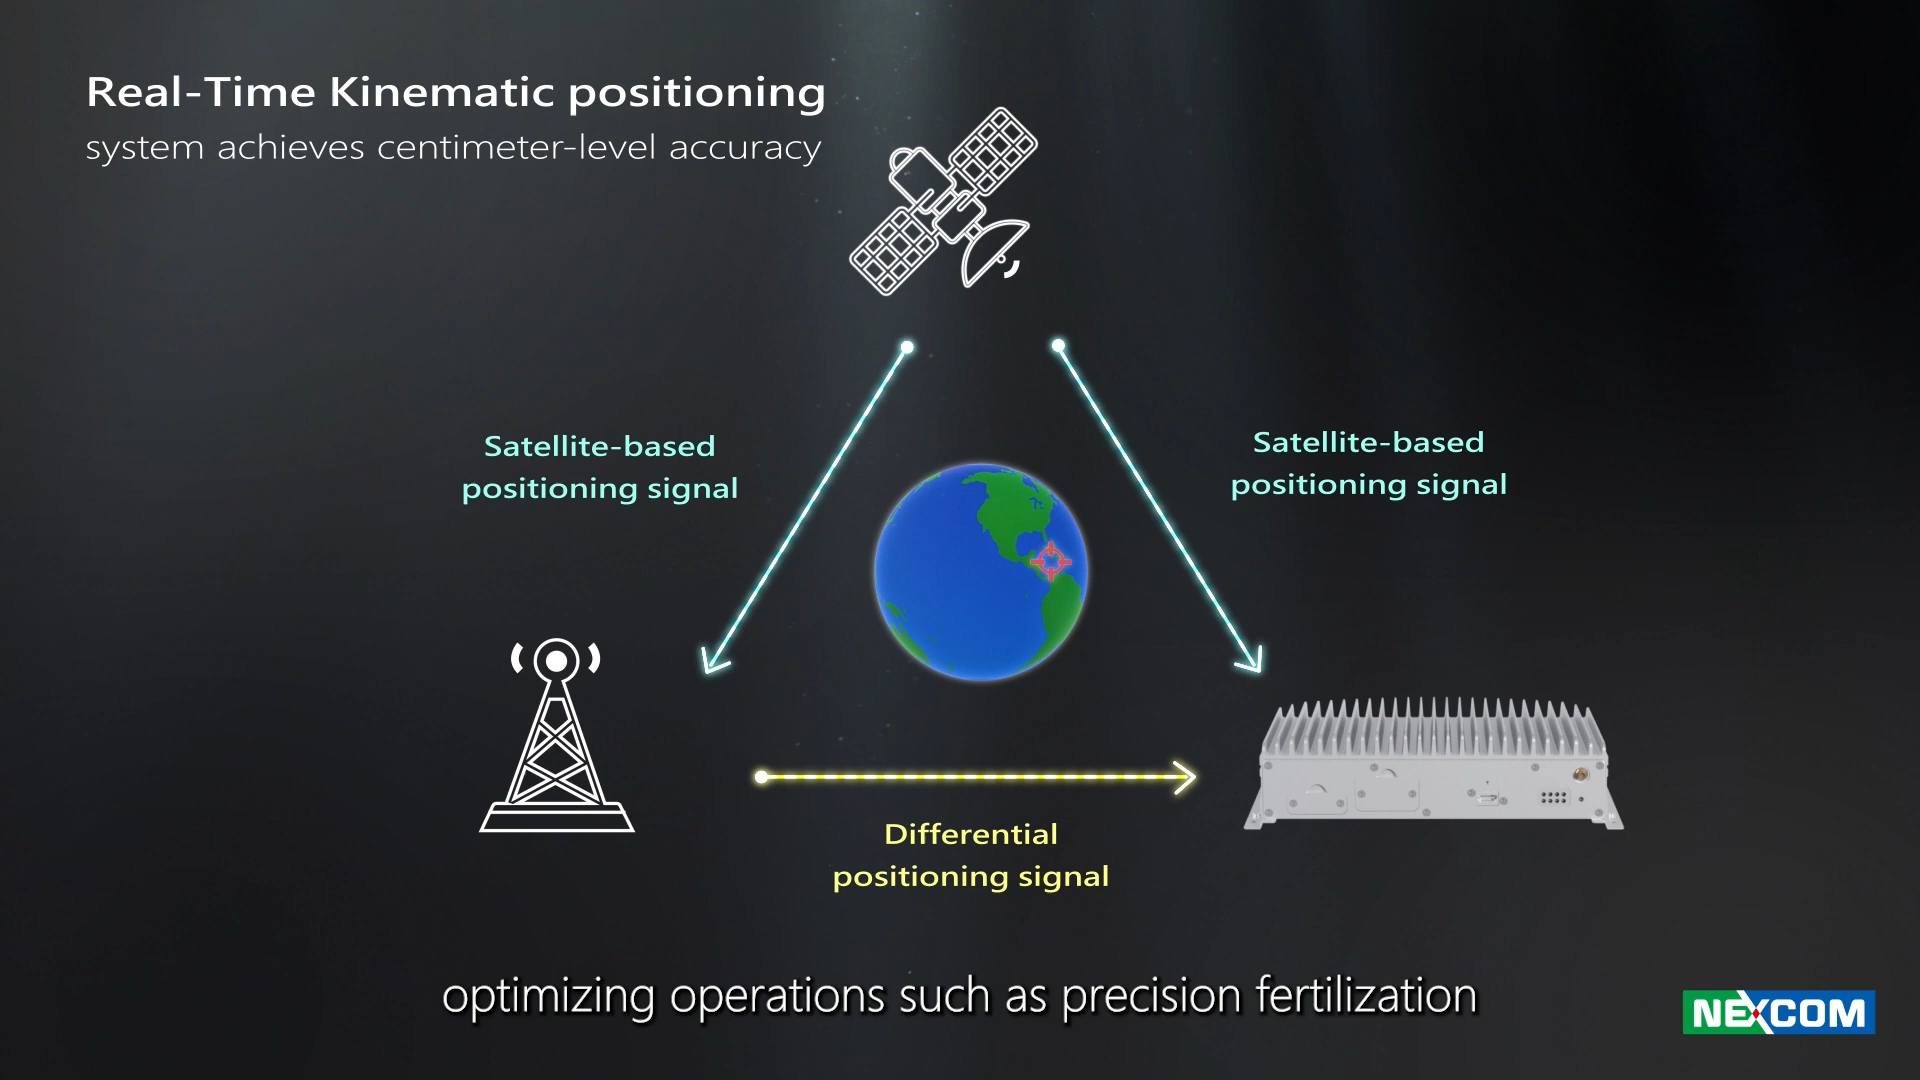 Real-Time Kinematic positioning
system achieves centimeter-level accuracy
Satellite-based
positioning signal
Satellite-based
positioning signal
Differential
positioning signal
optimizing operations such as precision fertilization
NEXCOM